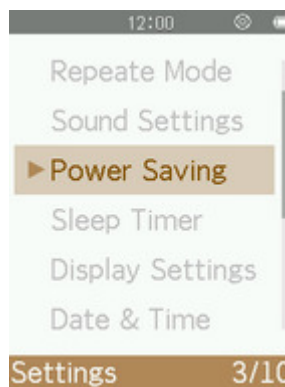 12:00
Repeate Mode
Sound Settings
Power Saving
Sleep Timer
Display Settings
Date & Time
Settings 3/10